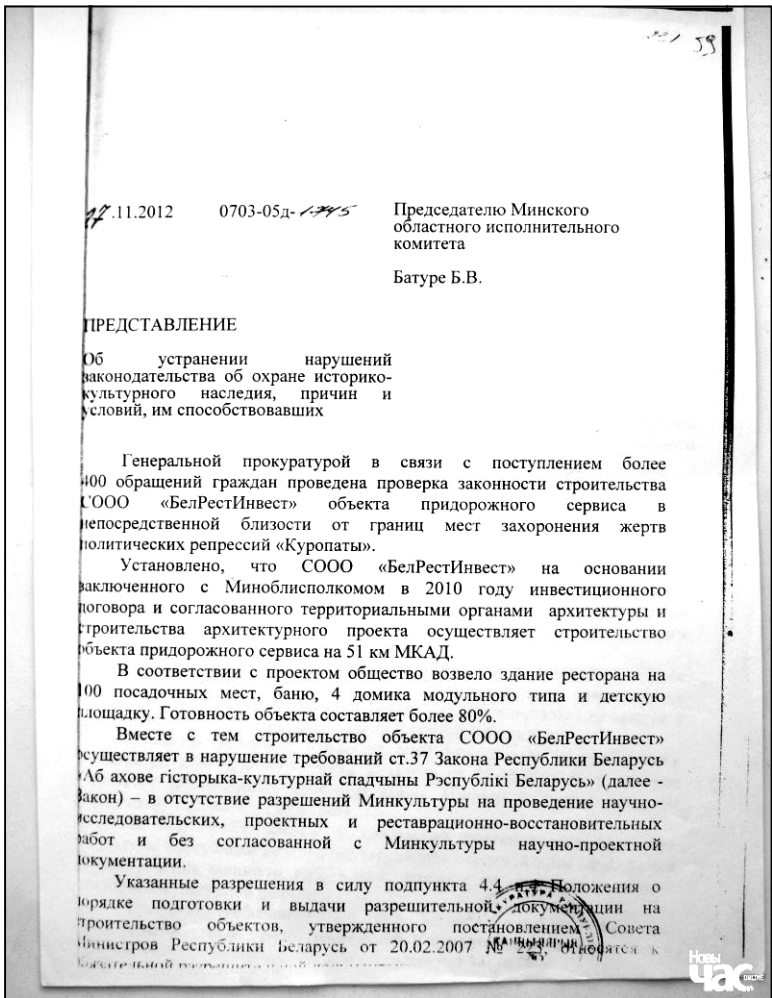 59
27.11.2012 0703-05д-1745 Председателю Минского
областного исполнительного
комитета
Батуре Б.В.
ПРЕДСТАВЛЕНИЕ
Об устранении нарушений
законодательства об охране историко-
культурного наследия, причин и
условий, им способствовавших
Генеральной прокуратурой в связи с поступлением более
400 обращений граждан проведена проверка законности строительства
СООО «БелРестИнвест» объекта придорожного сервиса в
непосредственной близости от границ мест захоронения жертв
политических репрессий «Куропаты».
Установлено, что СООО «БелРестИнвест» на основании
заключенного с Миноблисполкомом в 2010 году инвестиционного
договора и согласованного территориальными органами архитектуры и
строительства архитектурного проекта осуществляет строительство
объекта придорожного сервиса на 51 км МКАД.
В соответствии с проектом общество возвело здание ресторана на
100 посадочных мест, баню, 4 домика модульного типа и детскую
площадку. Готовность объекта составляет более 80%.
Вместе с тем строительство объекта СООО «БелРестИнвест»
осуществляет в нарушение требований ст.37 Закона Республики Беларусь
«Аб ахове гісторыка-культурнай спадчыны Рэспублікі Беларусь» (далее -
Закон) – в отсутствие разрешений Минкультуры на проведение научно-
исследовательских, проектных и реставрационно-восстановительных
работ и без согласованной с Минкультуры научно-проектной
документации.
Указанные разрешения в силу подпункта 4.4 Положения о
порядке подготовки и выдачи разрешительной документации на
строительство объектов, утвержденного постановлением Совета
Министров Республики Беларусь от 20.02.2007 № 223, относятся к
Новы
Час